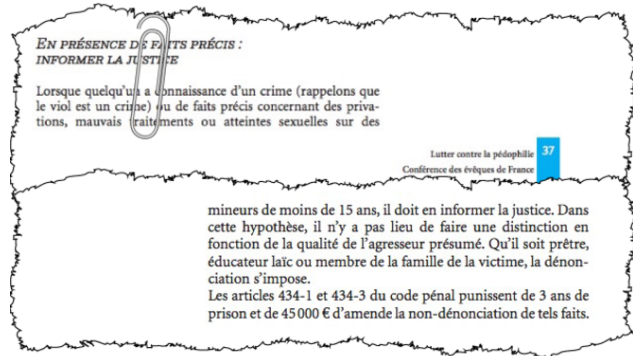 EN PRÉSENCE DE FAITS PRÉCIS :
INFORMER LA JUSTICE
Lorsque quelqu'un a connaissance d'un crime (rappelons que
le viol est un crime) ou de faits précis concernant des priva-
tions, mauvais traitements ou atteintes sexuelles sur des
Lutter contre la pédophilie 37
Conférence des évêques de France
mineurs de moins de 15 ans, il doit en informer la justice. Dans
cette hypothèse, il n'y a pas lieu de faire une distinction en
fonction de la qualité de l'agresseur présumé. Qu'il soit prêtre,
éducateur laïc ou membre de la famille de la victime, la dénon-
ciation s'impose.
Les articles 434-1 et 434-3 du code pénal punissent de 3 ans de
prison et de 45 000 € d'amende la non-dénonciation de tels faits.